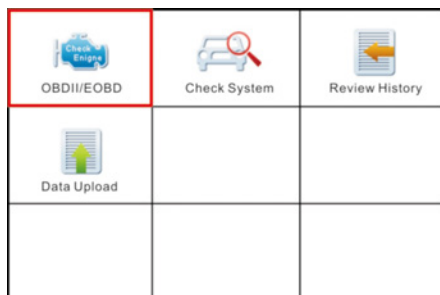 Check
Enigne
OBDII/EOBD
Check System
Review History
Data Upload